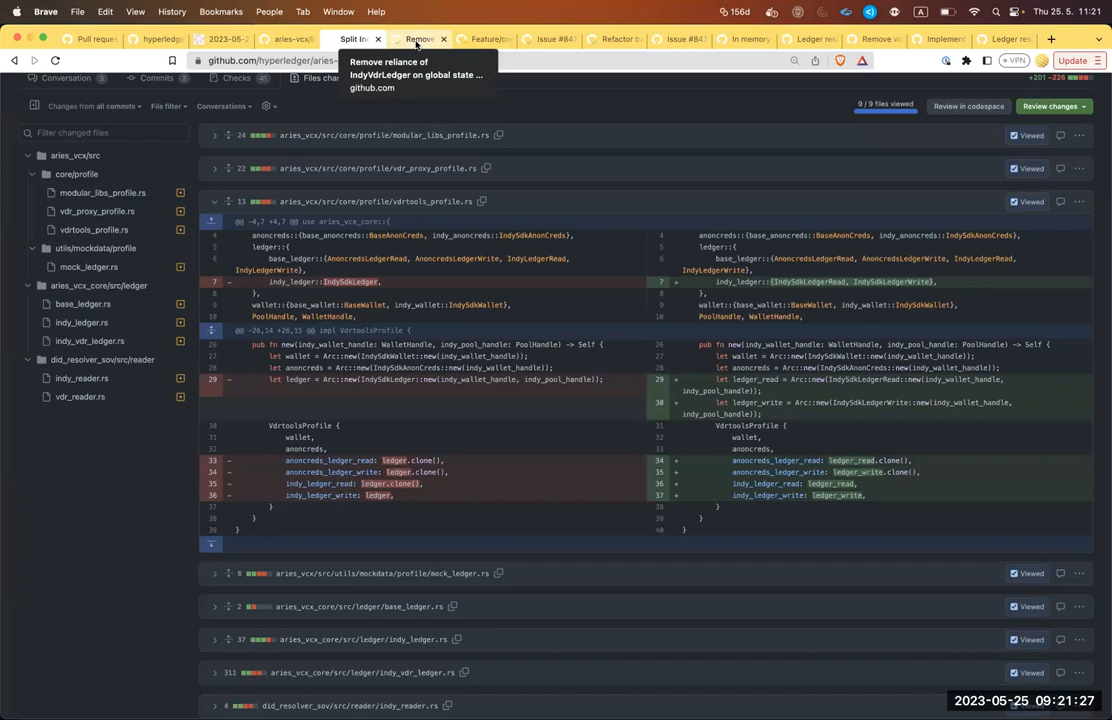 Brave File Edit View History Bookmarks People Tab Window Help
156d
Thu 25. 5. 11:21
Pull reque
hyperledg
2023-05-2
aries-vcx/b
Split Ind
Remove
Feature/cr
Issue #847
Refactor b
Issue #847
In memory
Ledger res
Remove vo
Implement
Ledger res
github.com/hyperledger/aries-
VPN
Update
Remove reliance of
IndyVdrLedger on global state ...
github.com
Conversation 3
Commits 2
Checks 41
Files chan
+201 -226
Changes from all commits
File filter
Conversations
9 / 9 files viewed
Review in codespace
Review changes
Filter changed files
aries_vcx/src
core/profile
modular_libs_profile.rs
vdr_proxy_profile.rs
vdrtools_profile.rs
utils/mockdata/profile
mock_ledger.rs
aries_vcx_core/src/ledger
base_ledger.rs
indy_ledger.rs
indy_vdr_ledger.rs
did_resolver_sov/src/reader
indy_reader.rs
vdr_reader.rs
24 aries_vcx/src/core/profile/modular_libs_profile.rs Viewed
22 aries_vcx/src/core/profile/vdr_proxy_profile.rs Viewed
13 aries_vcx/src/core/profile/vdrtools_profile.rs Viewed
@@ -4,7 +4,7 @@ use aries_vcx_core::{
4 anoncreds::{base_anoncreds::BaseAnonCreds, indy_anoncreds::IndySdkAnonCreds},
5 ledger::{
6 base_ledger::{AnoncredsLedgerRead, AnoncredsLedgerWrite, IndyLedgerRead,
IndyLedgerWrite},
7 - indy_ledger::IndySdkLedger,
8 },
9 wallet::{base_wallet::BaseWallet, indy_wallet::IndySdkWallet},
10 PoolHandle, WalletHandle,
@@ -26,14 +26,15 @@ impl VdrtoolsProfile {
26 pub fn new(indy_wallet_handle: WalletHandle, indy_pool_handle: PoolHandle) -> Self {
27 let wallet = Arc::new(IndySdkWallet::new(indy_wallet_handle));
28 let anoncreds = Arc::new(IndySdkAnonCreds::new(indy_wallet_handle));
29 - let ledger = Arc::new(IndySdkLedger::new(indy_wallet_handle, indy_pool_handle));
30 VdrtoolsProfile {
31 wallet,
32 anoncreds,
33 - anoncreds_ledger_read: ledger.clone(),
34 - anoncreds_ledger_write: ledger.clone(),
35 - indy_ledger_read: ledger.clone(),
36 - indy_ledger_write: ledger,
37 }
38 }
39 }
4 anoncreds::{base_anoncreds::BaseAnonCreds, indy_anoncreds::IndySdkAnonCreds},
5 ledger::{
6 base_ledger::{AnoncredsLedgerRead, AnoncredsLedgerWrite, IndyLedgerRead,
IndyLedgerWrite},
7 + indy_ledger::{IndySdkLedgerRead, IndySdkLedgerWrite},
8 },
9 wallet::{base_wallet::BaseWallet, indy_wallet::IndySdkWallet},
10 PoolHandle, WalletHandle,
26 pub fn new(indy_wallet_handle: WalletHandle, indy_pool_handle: PoolHandle) -> Self {
27 let wallet = Arc::new(IndySdkWallet::new(indy_wallet_handle));
28 let anoncreds = Arc::new(IndySdkAnonCreds::new(indy_wallet_handle));
29 + let ledger_read = Arc::new(IndySdkLedgerRead::new(indy_wallet_handle,
indy_pool_handle));
30 + let ledger_write = Arc::new(IndySdkLedgerWrite::new(indy_wallet_handle,
indy_pool_handle));
31 VdrtoolsProfile {
32 wallet,
33 anoncreds,
34 + anoncreds_ledger_read: ledger_read.clone(),
35 + anoncreds_ledger_write: ledger_write.clone(),
36 + indy_ledger_read: ledger_read,
37 + indy_ledger_write: ledger_write,
38 }
39 }
40 }
8 aries_vcx/src/utils/mockdata/profile/mock_ledger.rs Viewed
2 aries_vcx_core/src/ledger/base_ledger.rs Viewed
37 aries_vcx_core/src/ledger/indy_ledger.rs Viewed
311 aries_vcx_core/src/ledger/indy_vdr_ledger.rs Viewed
4 did_resolver_sov/src/reader/indy_reader.rs
2023-05-25 09:21:27